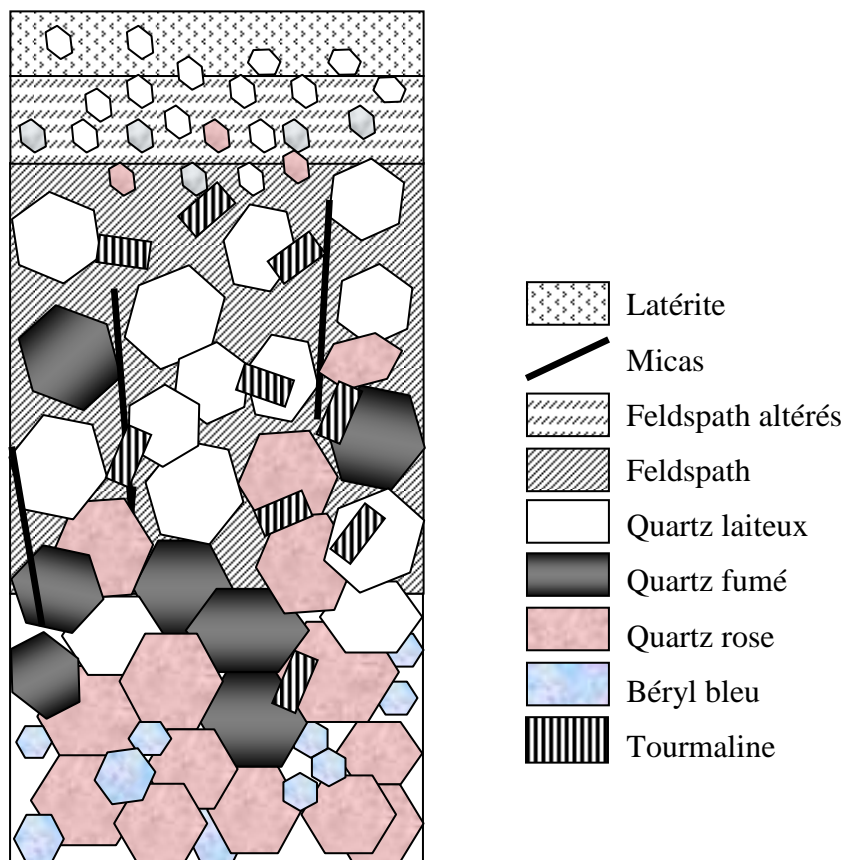 Latérite
Micas
Feldspath altérés
Feldspath
Quartz laiteux
Quartz fumé
Quartz rose
Béryl bleu
Tourmaline